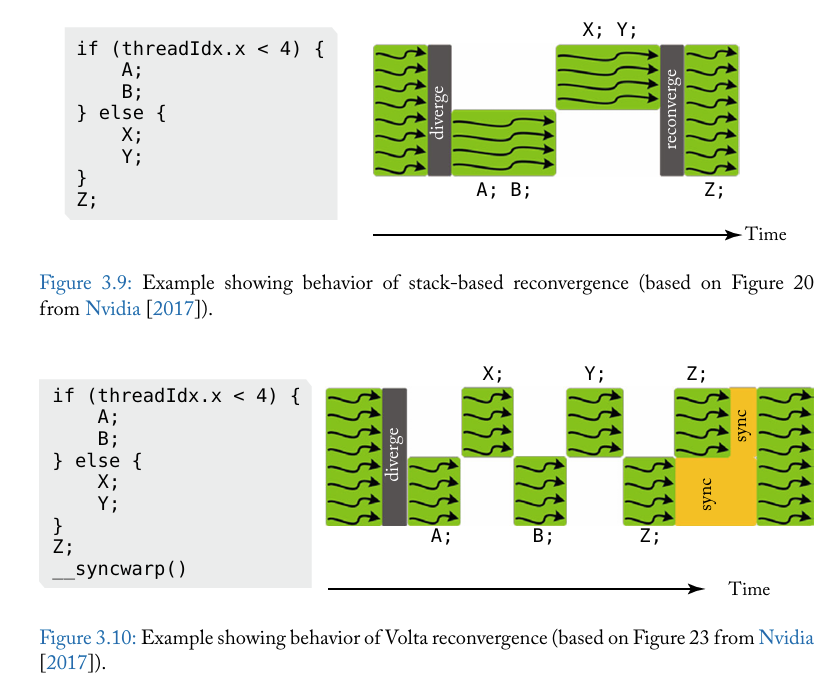 if (threadIdx.x < 4) {
A;
B;
} else {
X;
Y;
}
Z;
X; Y;
diverge
reconverge
A; B;
Z;
Time
Figure 3.9: Example showing behavior of stack-based reconvergence (based on Figure 20
from Nvidia [2017]).
if (threadIdx.x < 4) {
A;
B;
} else {
X;
Y;
}
Z;
__syncwarp()
X;
Y;
Z;
diverge
sync
sync
A;
B;
Z;
Time
Figure 3.10: Example showing behavior of Volta reconvergence (based on Figure 23 from Nvidia
[2017]).